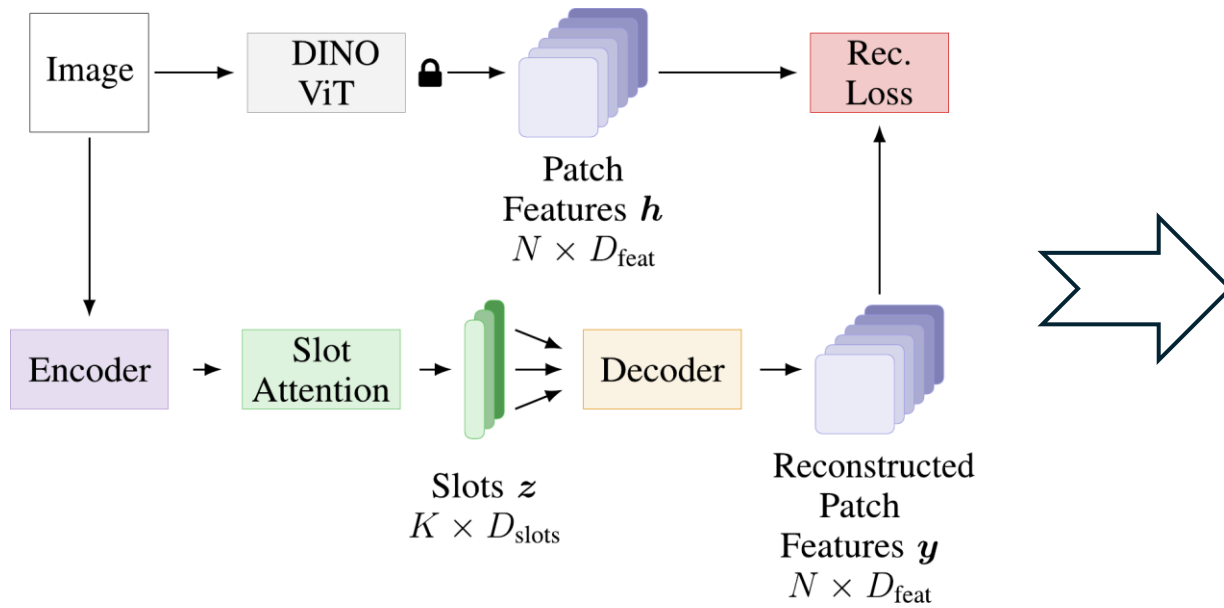 Image
DINO
ViT
Rec.
Loss
Patch
Features h
N × D_feat
Encoder
Slot
Attention
Decoder
Slots z
K × D_slots
Reconstructed
Patch
Features y
N × D_feat